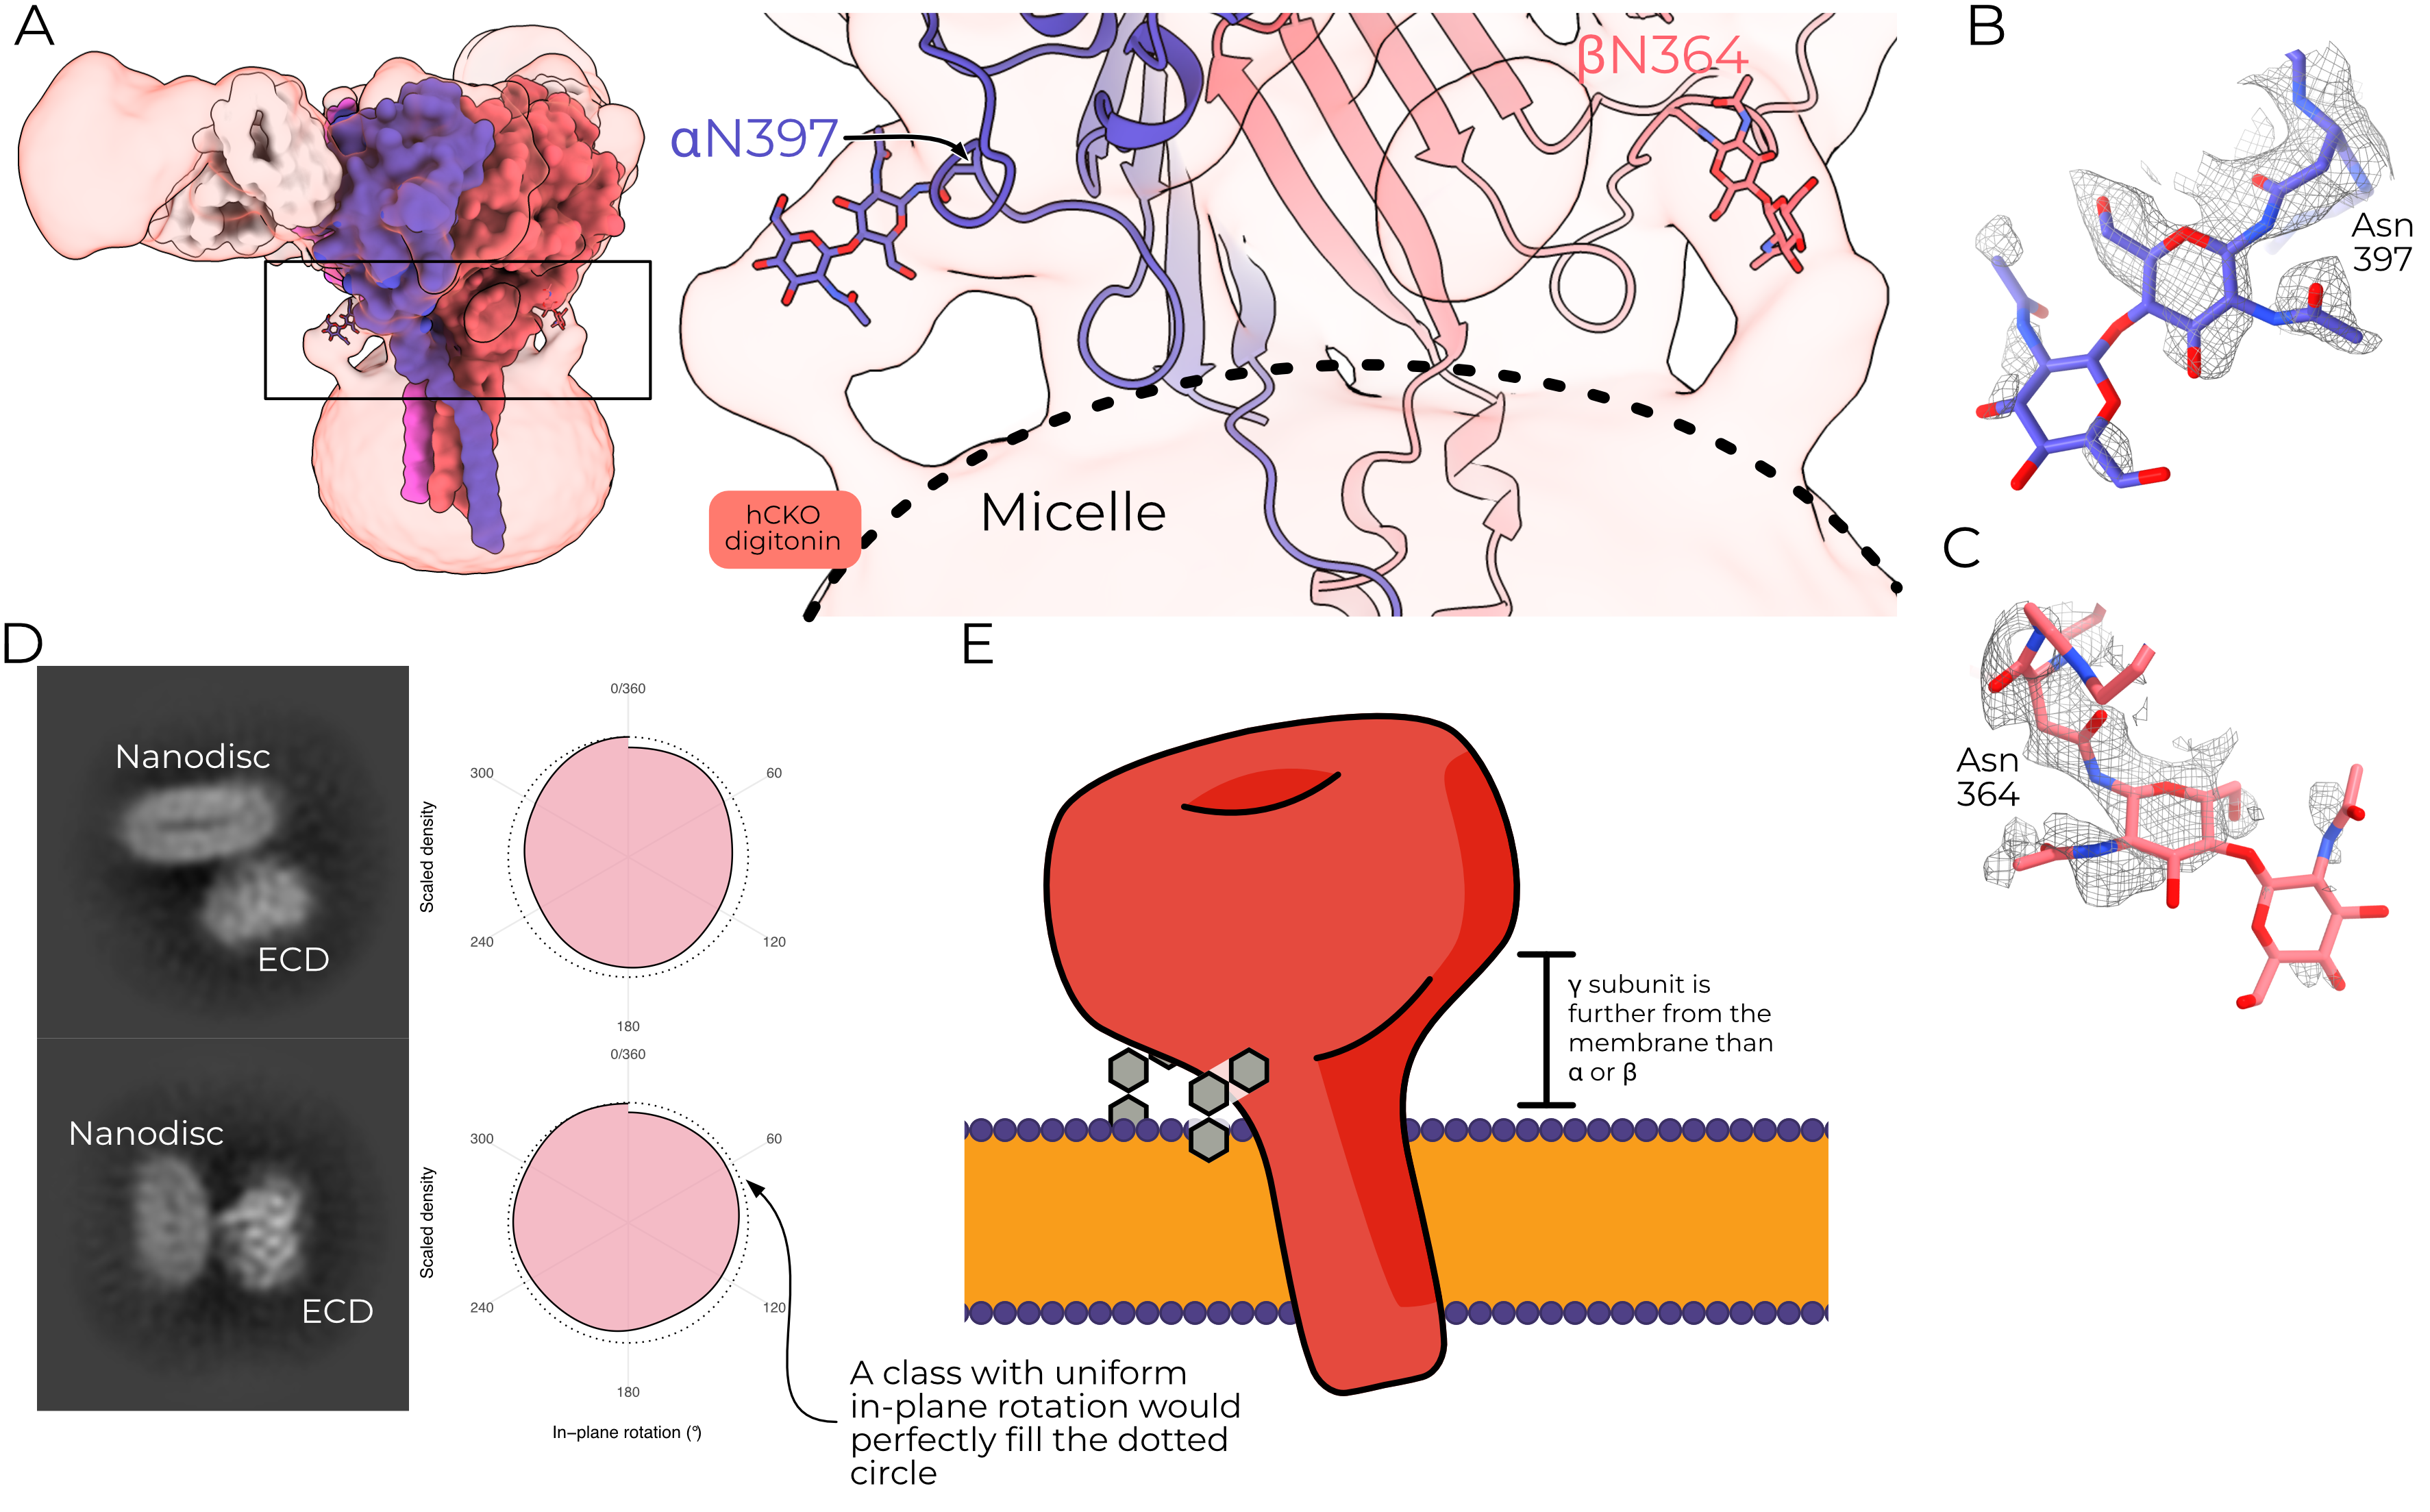 A
αN397
βN364
hCKO
digitonin
Micelle
B
Asn
397
C
Asn
364
D
Nanodisc
ECD
Nanodisc
ECD
Scaled density
0/360
60
120
180
240
300
Scaled density
0/360
60
120
180
240
300
In-plane rotation (°)
A class with uniform
in-plane rotation would
perfectly fill the dotted
circle
E
γ subunit is
further from the
membrane than
α or β